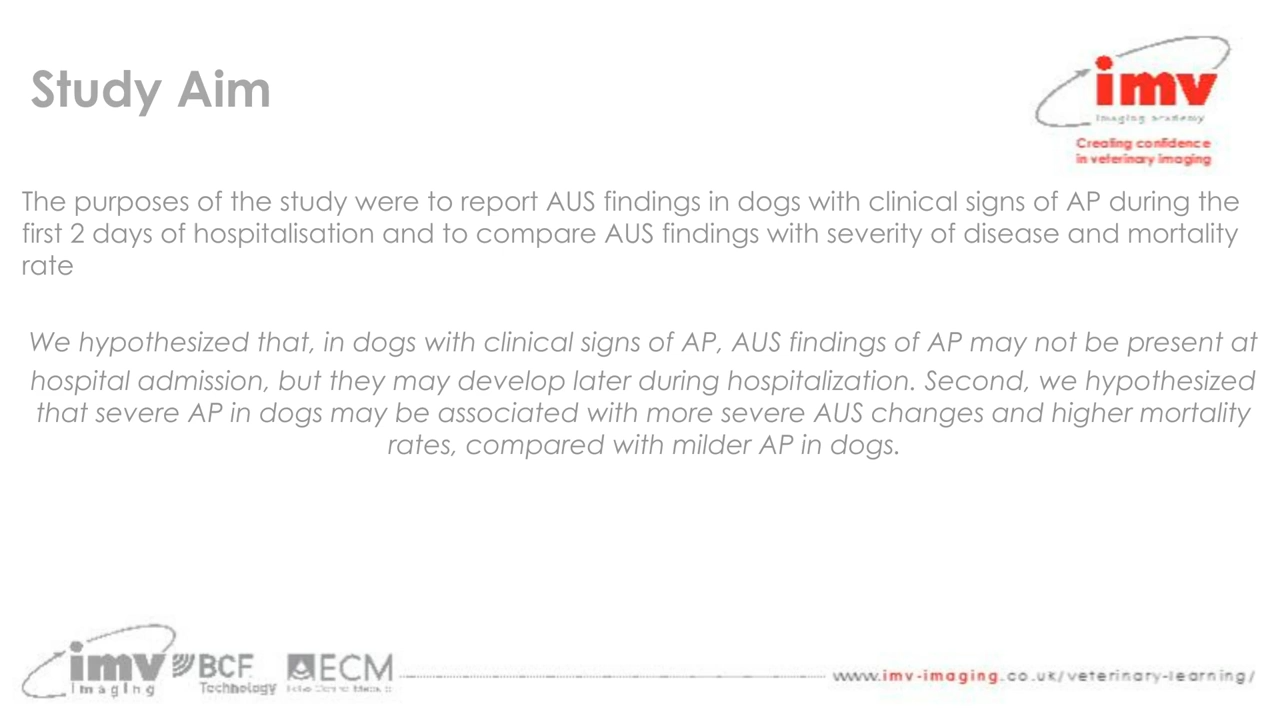 Study Aim
imv
imaging academy
Creating confidence
in veterinary imaging
The purposes of the study were to report AUS findings in dogs with clinical signs of AP during the
first 2 days of hospitalisation and to compare AUS findings with severity of disease and mortality
rate
We hypothesized that, in dogs with clinical signs of AP, AUS findings of AP may not be present at
hospital admission, but they may develop later during hospitalization. Second, we hypothesized
that severe AP in dogs may be associated with more severe AUS changes and higher mortality
rates, compared with milder AP in dogs.
imv
imaging
BCF
Technology
ECM
www.imv-imaging.co.uk/veterinary-learning/